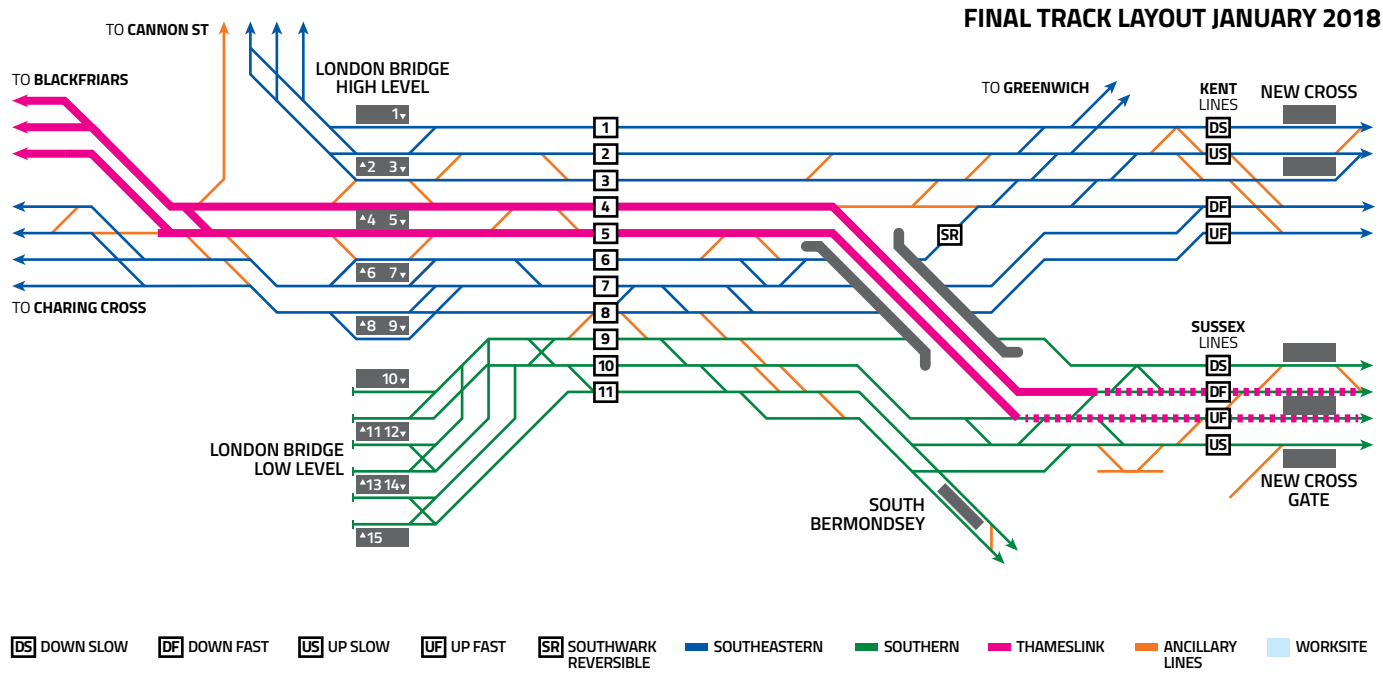 FINAL TRACK LAYOUT JANUARY 2018
TO CANNON ST
TO BLACKFRIARS
LONDON BRIDGE
HIGH LEVEL
TO GREENWICH
KENT
LINES
NEW CROSS
1▼
▲2 3▼
▲4 5▼
▲6 7▼
▲8 9▼
1
2
3
4
5
6
7
8
9
10
11
DS
US
DF
UF
SR
TO CHARING CROSS
SUSSEX
LINES
DS
DF
UF
US
10▼
▲11 12▼
▲13 14▼
▲15
LONDON BRIDGE
LOW LEVEL
SOUTH
BERMONDSEY
NEW CROSS
GATE
DS DOWN SLOW
DF DOWN FAST
US UP SLOW
UF UP FAST
SR SOUTHWARK
REVERSIBLE
SOUTHEASTERN
SOUTHERN
THAMESLINK
ANCILLARY
LINES
WORKSITE